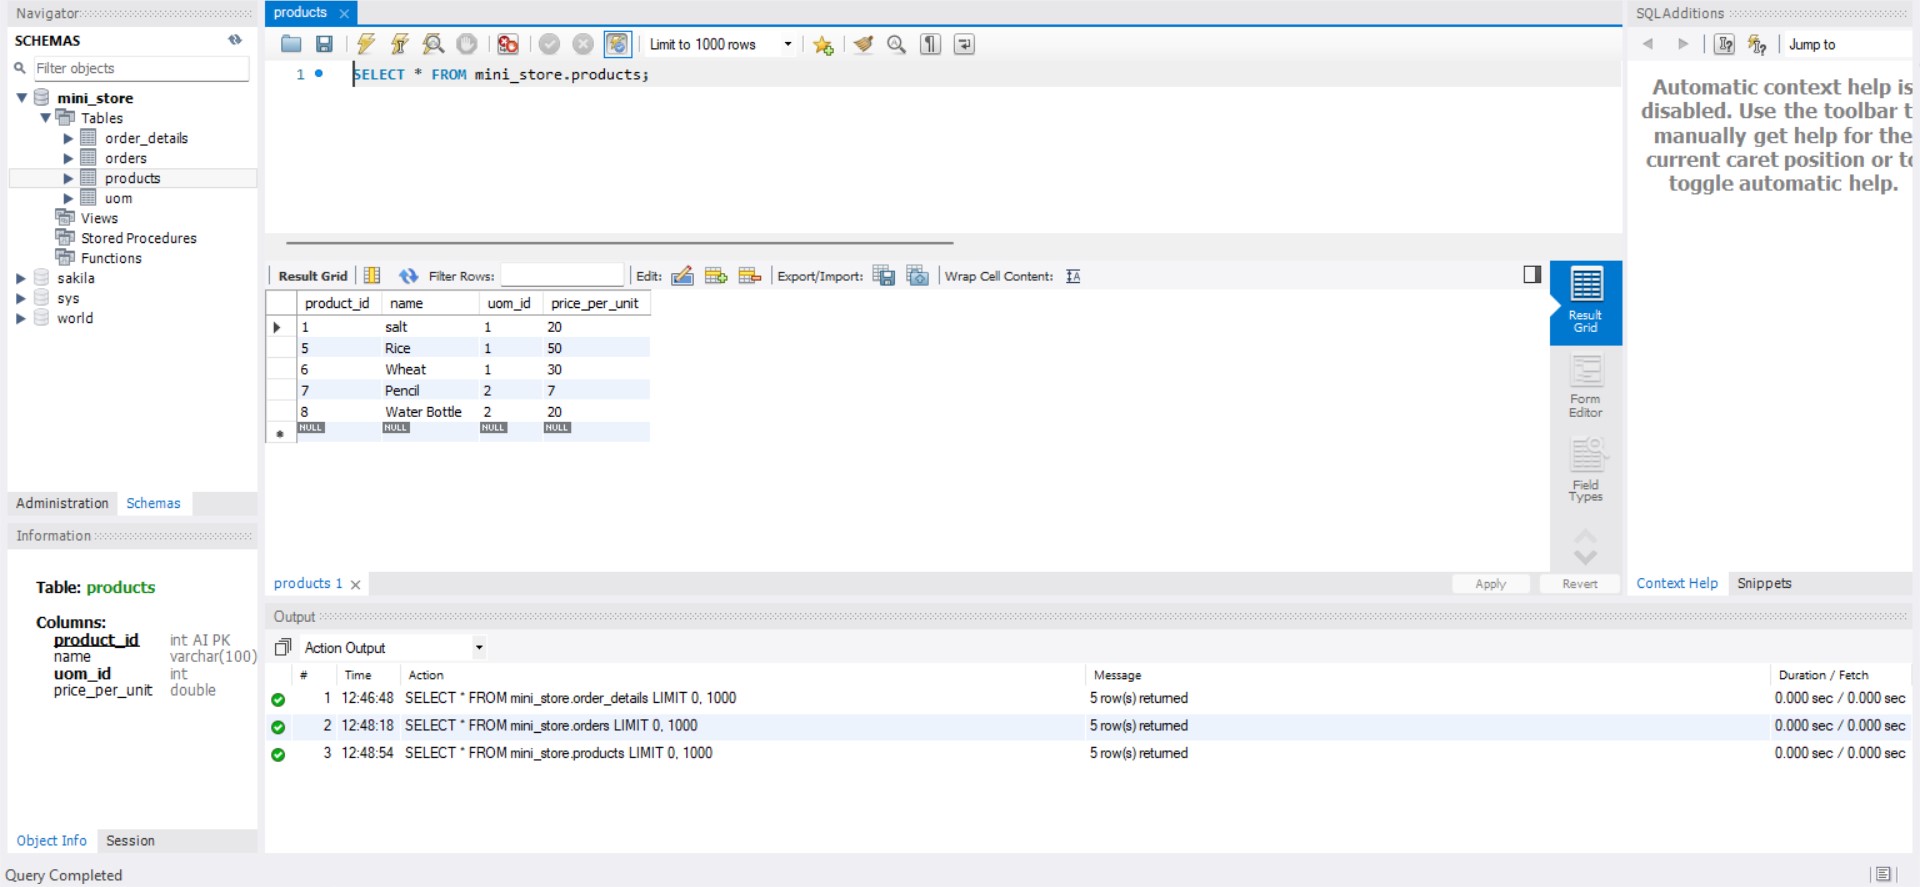 Navigator
SCHEMAS
Filter objects
mini_store
Tables
order_details
orders
products
uom
Views
Stored Procedures
Functions
sakila
sys
world
Administration Schemas
Information
Table: products
Columns:
product_id int AI PK
name varchar(100)
uom_id int
price_per_unit double
Object Info Session
Query Completed
products
Limit to 1000 rows
1 SELECT * FROM mini_store.products;
Result Grid Filter Rows: Edit: Export/Import: Wrap Cell Content:
product_id name uom_id price_per_unit
1 salt 1 20
5 Rice 1 50
6 Wheat 1 30
7 Pencil 2 7
8 Water Bottle 2 20
NULL NULL NULL NULL
Result
Grid
Form
Editor
Field
Types
products 1 Apply Revert
Output
Action Output
# Time Action Message Duration / Fetch
1 12:46:48 SELECT * FROM mini_store.order_details LIMIT 0, 1000 5 row(s) returned 0.000 sec / 0.000 sec
2 12:48:18 SELECT * FROM mini_store.orders LIMIT 0, 1000 5 row(s) returned 0.000 sec / 0.000 sec
3 12:48:54 SELECT * FROM mini_store.products LIMIT 0, 1000 5 row(s) returned 0.000 sec / 0.000 sec
SQLAdditions
Jump to
Automatic context help is
disabled. Use the toolbar t
manually get help for the
current caret position or to
toggle automatic help.
Context Help Snippets